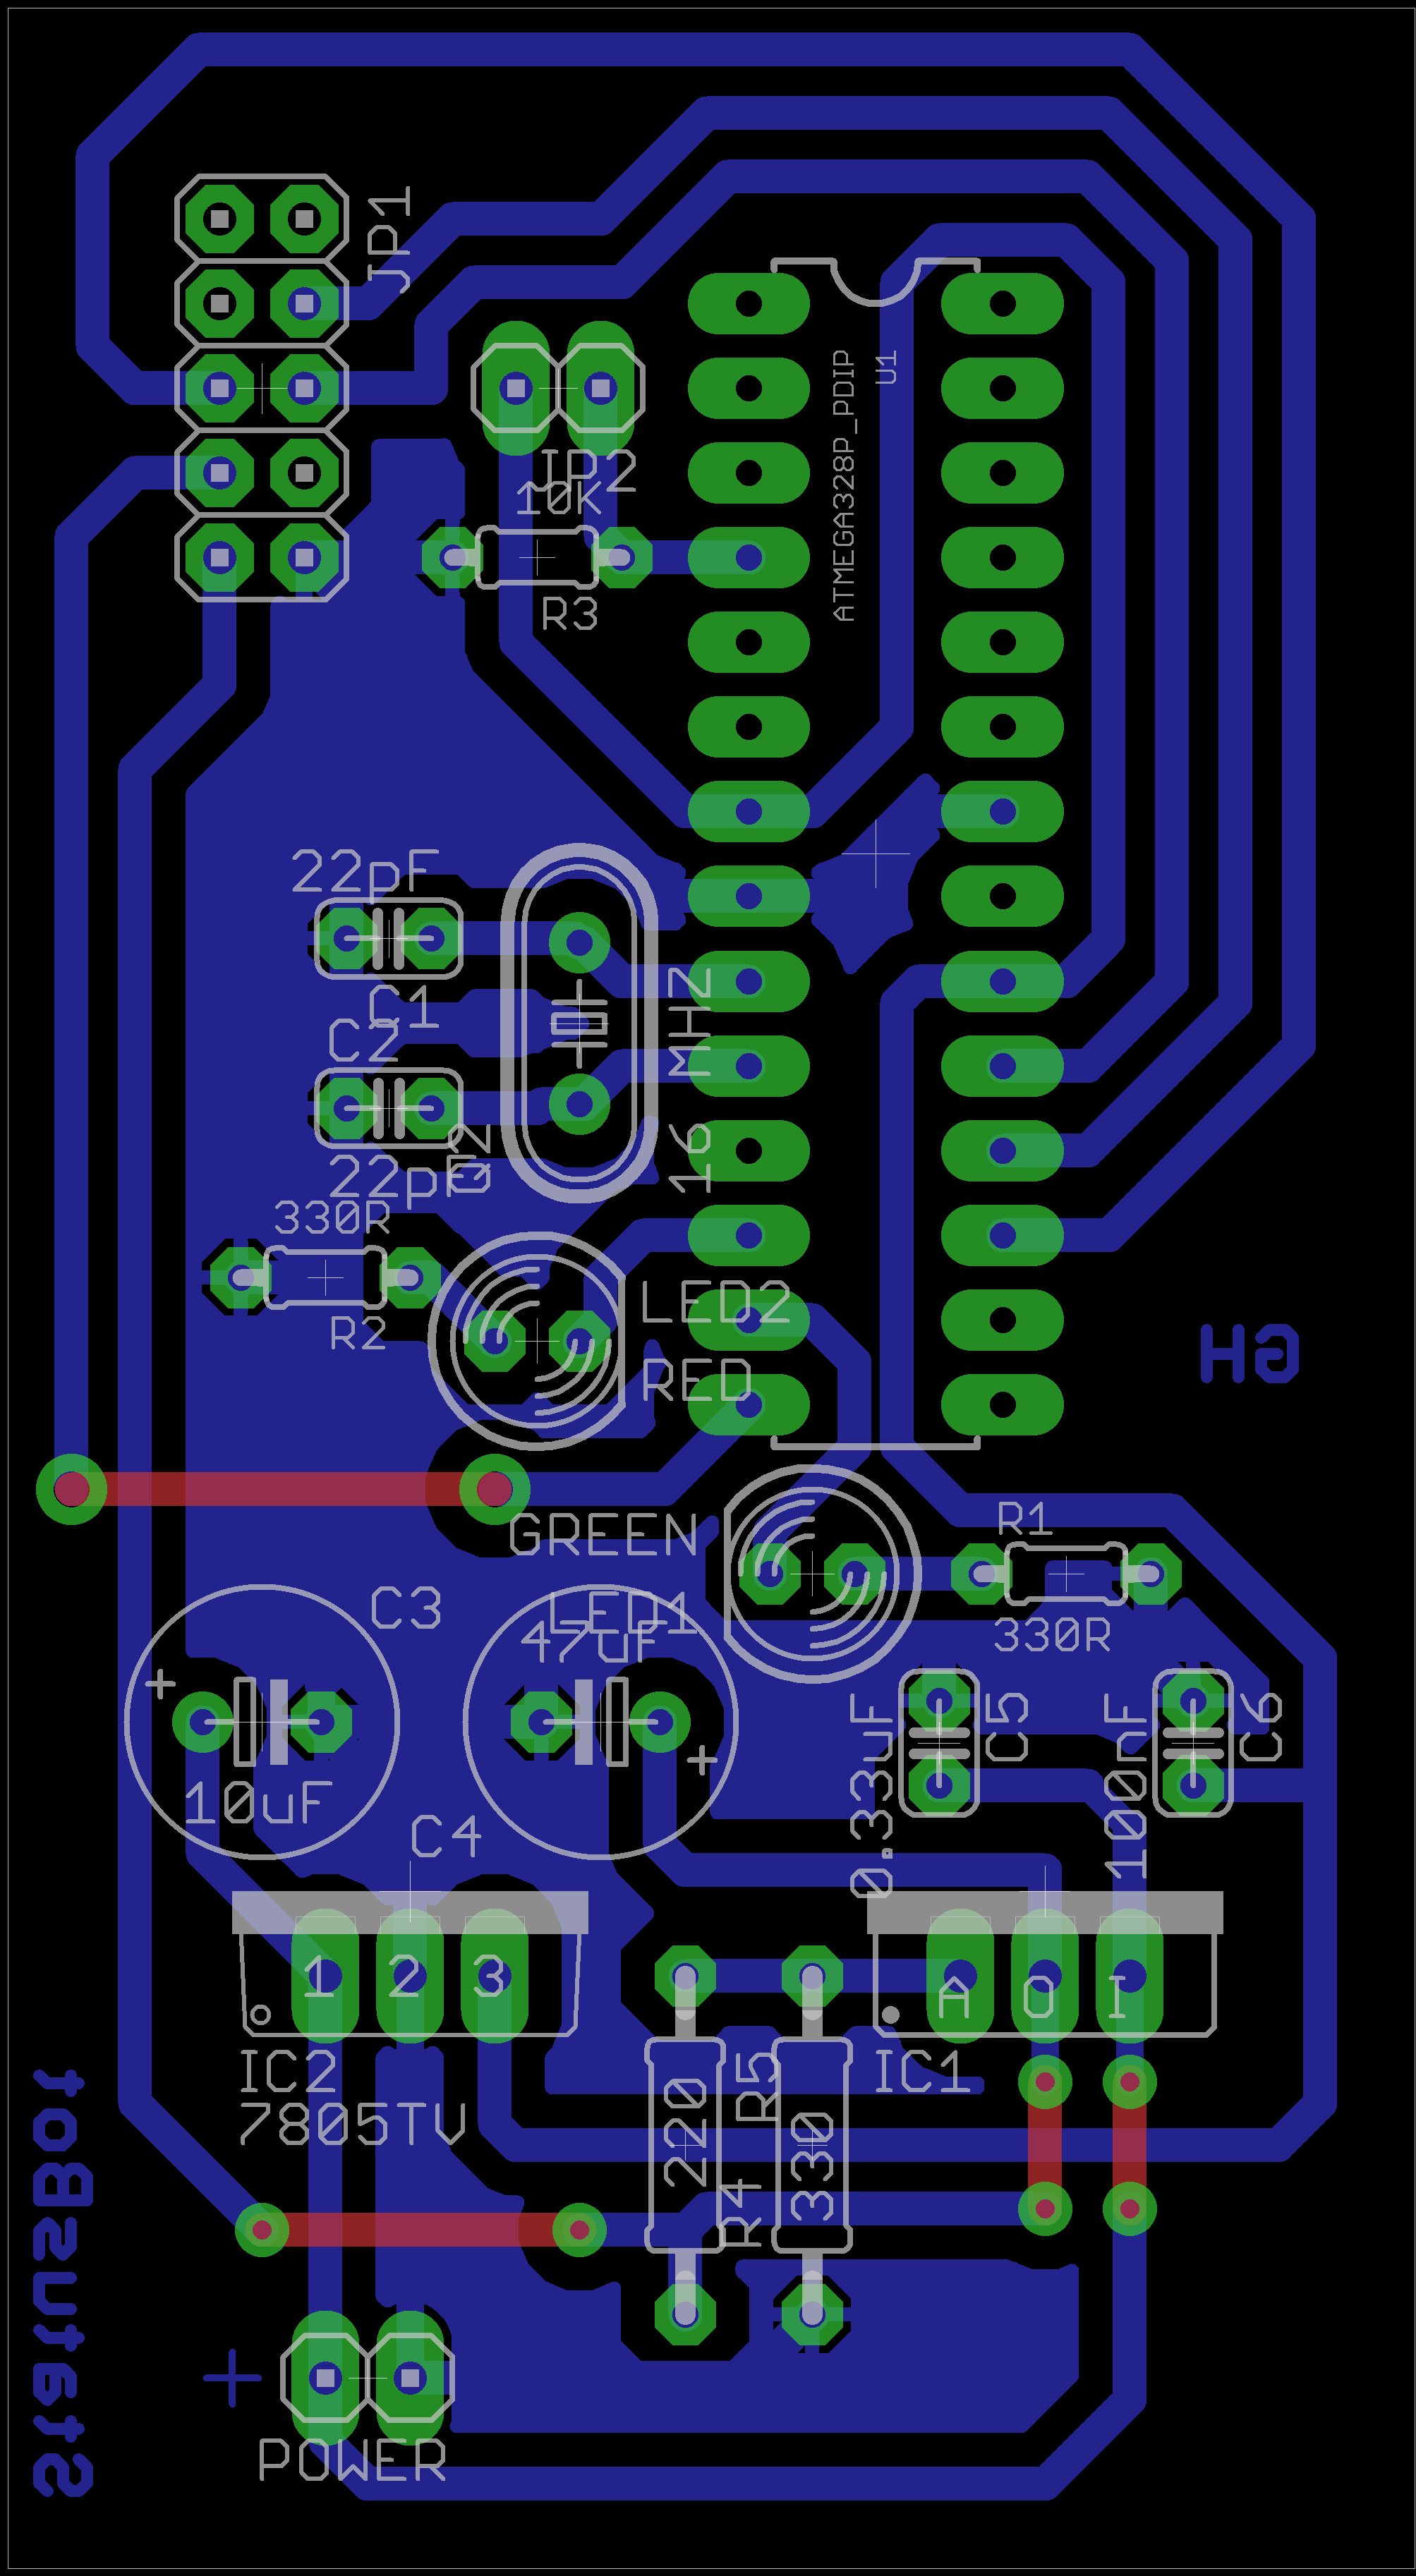 JP1
U1
ATMEGA328P_PDIP
JP2
10K
R3
22pF
C1
C2
22pF
Q2
16 MHZ
330R
R2
LED2
RED
GH
R1
GREEN
LED1
330R
C3
47uF
+
+
10uF
C4
0.33uF
C5
100nF
C6
1 2 3
A O I
IC2
7805TV
IC1
220
R5
330
R4
StatusBot
+
POWER